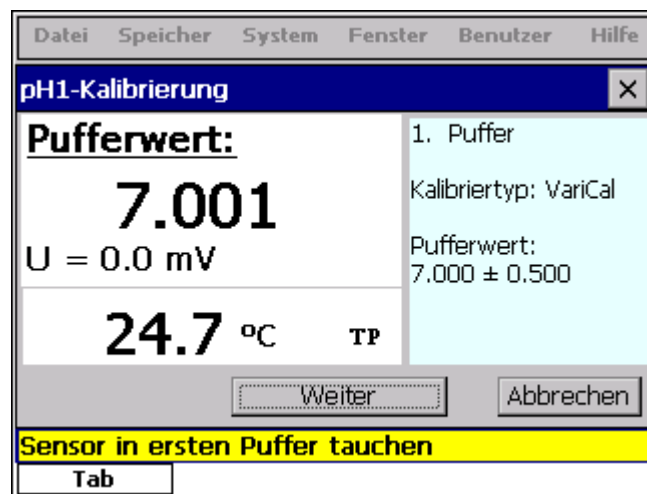 Datei Speicher System Fenster Benutzer Hilfe
pH1-Kalibrierung
Pufferwert:
7.001
U = 0.0 mV
24.7 ºC TP
1. Puffer
Kalibriertyp: VariCal
Pufferwert:
7.000 ± 0.500
Weiter Abbrechen
Sensor in ersten Puffer tauchen
Tab